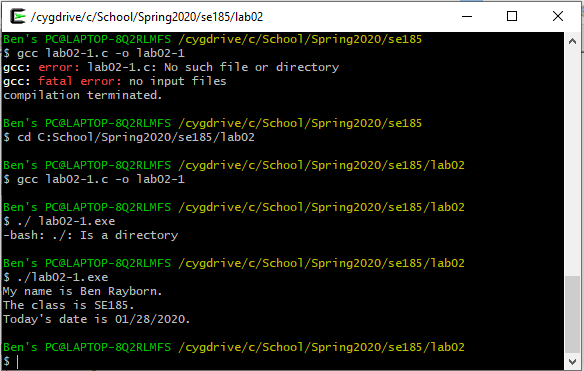 /cygdrive/c/School/Spring2020/se185/lab02
Ben's PC@LAPTOP-8Q2RLMFS /cygdrive/c/School/Spring2020/se185
$ gcc lab02-1.c -o lab02-1
gcc: error: lab02-1.c: No such file or directory
gcc: fatal error: no input files
compilation terminated.
Ben's PC@LAPTOP-8Q2RLMFS /cygdrive/c/School/Spring2020/se185
$ cd C:School/Spring2020/se185/lab02
Ben's PC@LAPTOP-8Q2RLMFS /cygdrive/c/School/Spring2020/se185/lab02
$ gcc lab02-1.c -o lab02-1
Ben's PC@LAPTOP-8Q2RLMFS /cygdrive/c/School/Spring2020/se185/lab02
$ ./ lab02-1.exe
-bash: ./: Is a directory
Ben's PC@LAPTOP-8Q2RLMFS /cygdrive/c/School/Spring2020/se185/lab02
$ ./lab02-1.exe
My name is Ben Rayborn.
The class is SE185.
Today's date is 01/28/2020.
Ben's PC@LAPTOP-8Q2RLMFS /cygdrive/c/School/Spring2020/se185/lab02
$